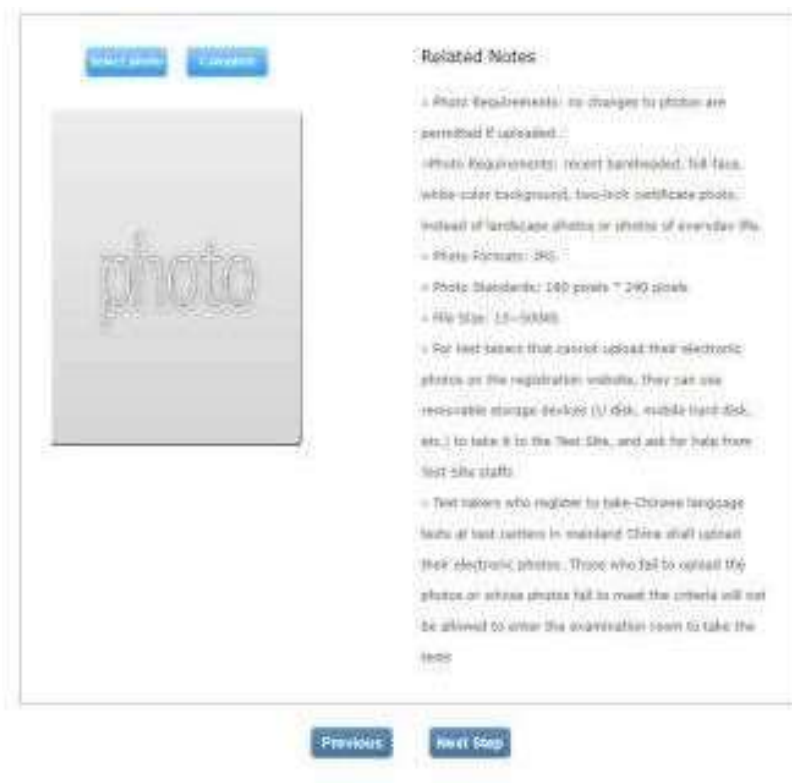 Select photo
Complete
photo
Related Notes
» Photo Requirements: no changes to photos are
permitted if uploaded.
»Photo Requirements: recent bareheaded, full-face,
white-color background, two-inch certificate photo,
instead of landscape photos or photos of everyday life.
» Photo Formats: JPG
» Photo Standards: 180 pixels * 240 pixels
» File Size:
» For test takers that cannot upload their electronic
photos on the registration website, they can use
removable storage devices (U disk, mobile hard disk,
etc.) to take it to the Test Site, and ask for help from
Test Site staffs
» Test takers who register to take Chinese language
tests at test centers in mainland China shall upload
their electronic photos. Those who fail to upload the
photos or whose photos fail to meet the criteria will not
be allowed to enter the examination room to take the
tests
Previous
Next Step